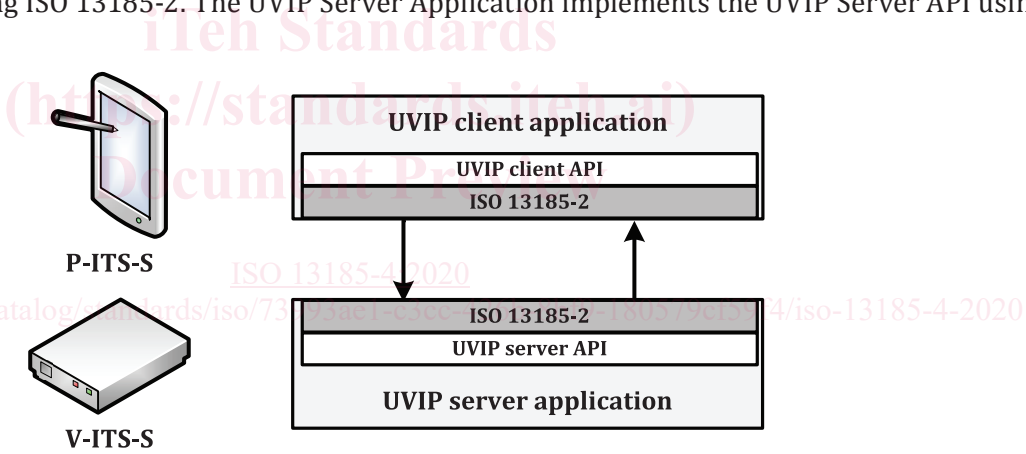 ng ISO 13185-2. The UVIP Server Application implements the UVIP Server API usin
iTeh Standards
(https://standards.iteh.ai)
Document Preview
UVIP client application
UVIP client API
ISO 13185-2
P-ITS-S
ISO 13185-4:2020
ISO 13185-2
UVIP server API
UVIP server application
V-ITS-S